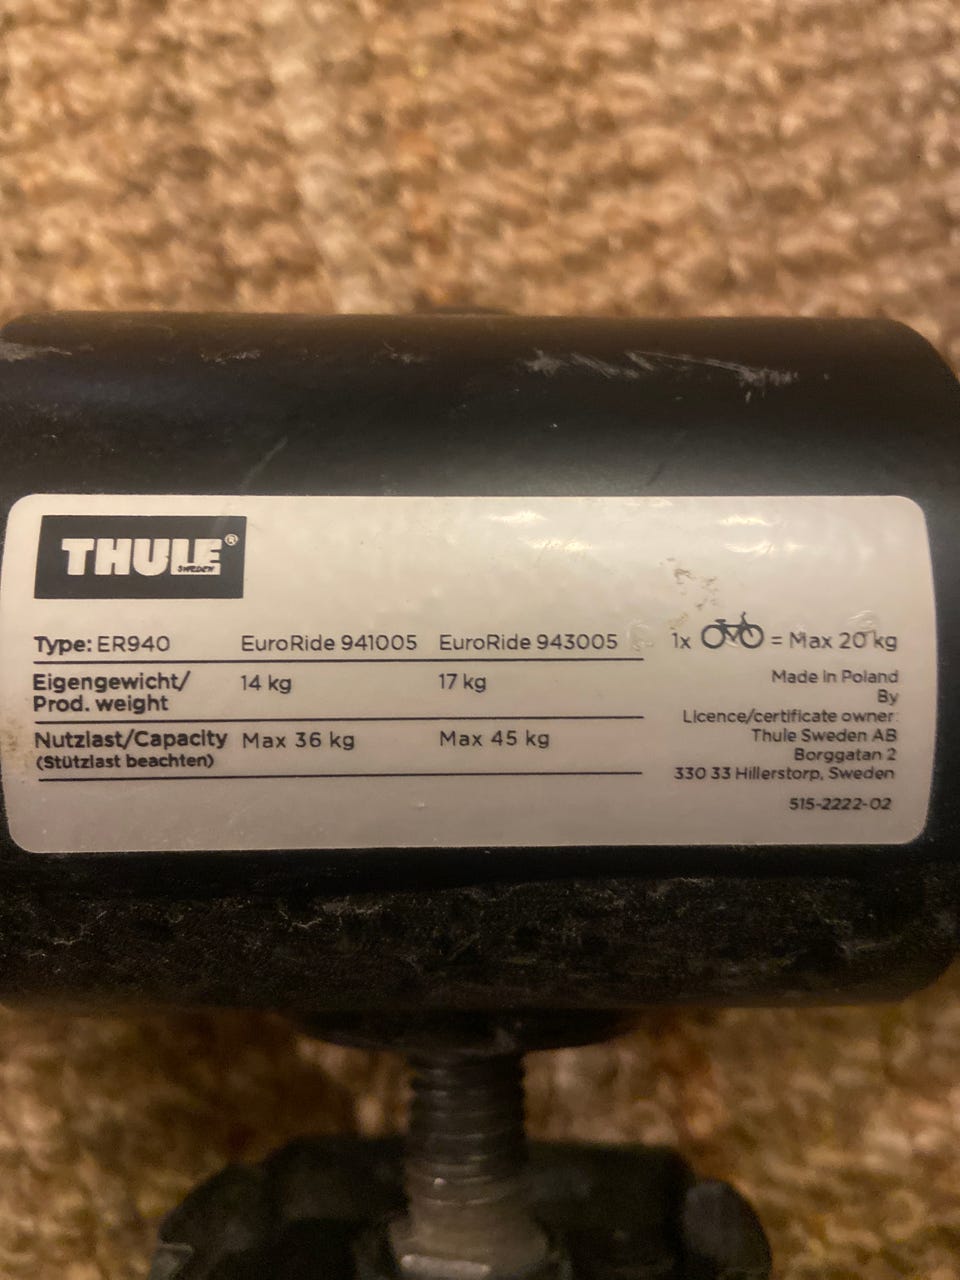 THULE®
SWEDEN
Type: ER940 EuroRide 941005 EuroRide 943005 1x = Max 20 kg
Eigengewicht/ 14 kg 17 kg
Prod. weight
Nutzlast/Capacity Max 36 kg Max 45 kg
(Stützlast beachten)
Made in Poland
By
Licence/certificate owner:
Thule Sweden AB
Borggatan 2
330 33 Hillerstorp, Sweden
515-2222-02